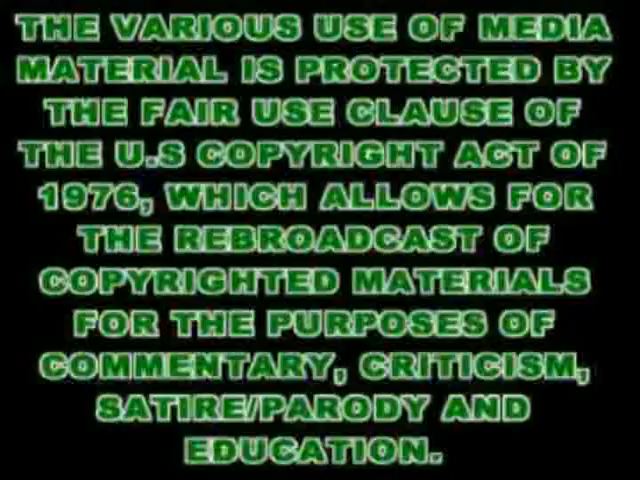 THE VARIOUS USE OF MEDIA
MATERIAL IS PROTECTED BY
THE FAIR USE CLAUSE OF
THE U.S COPYRIGHT ACT OF
1976, WHICH ALLOWS FOR
THE REBROADCAST OF
COPYRIGHTED MATERIALS
FOR THE PURPOSES OF
COMMENTARY, CRITICISM,
SATIRE/PARODY AND
EDUCATION.